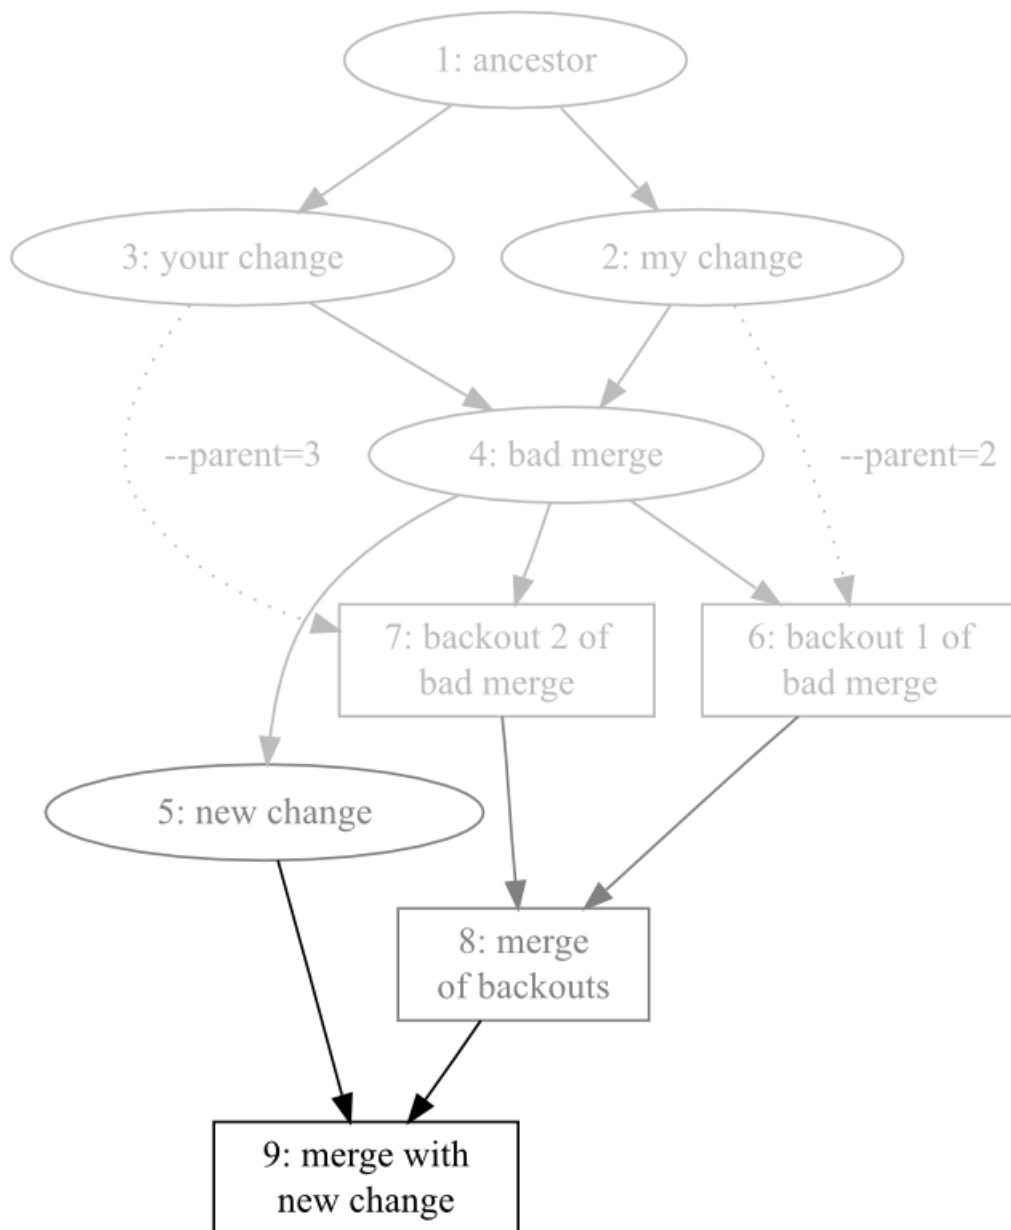 1: ancestor
3: your change
2: my change
--parent=3
4: bad merge
--parent=2
7: backout 2 of
bad merge
6: backout 1 of
bad merge
5: new change
8: merge
of backouts
9: merge with
new change